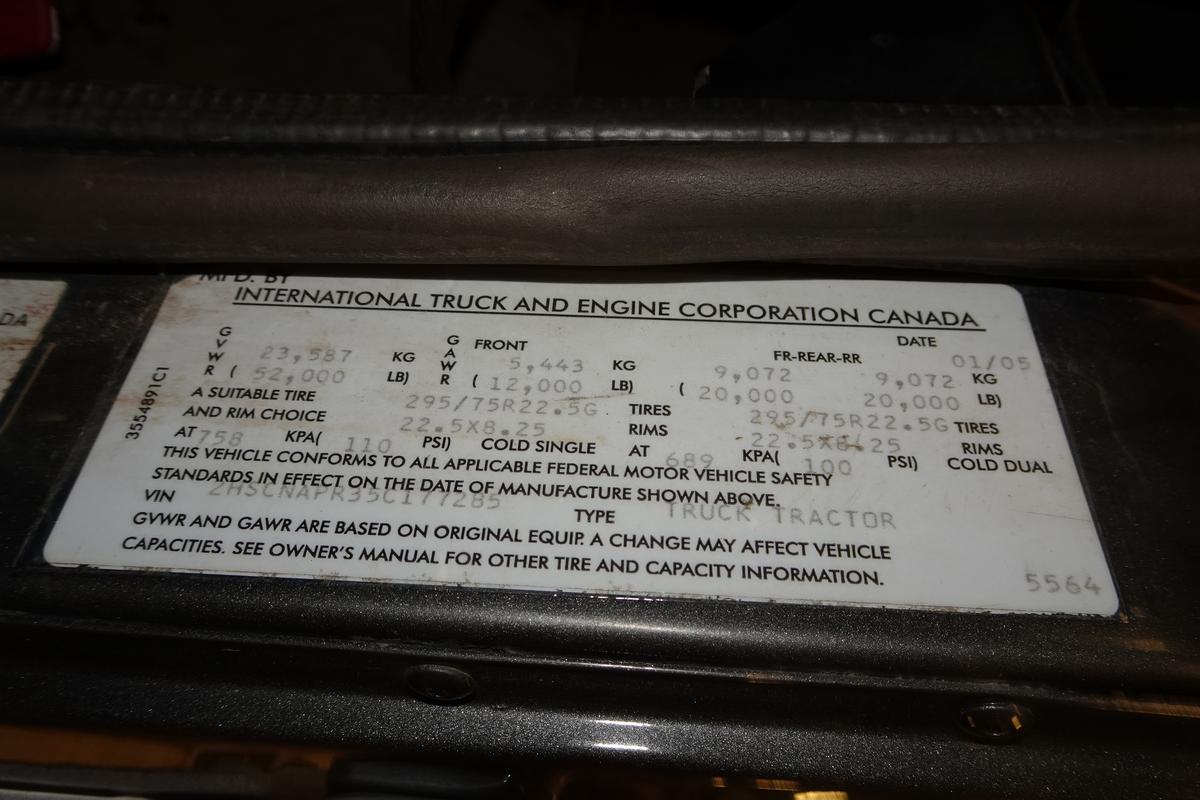 DA
MFD. BY
INTERNATIONAL TRUCK AND ENGINE CORPORATION CANADA
DATE
01/05
GVWR 23,587 KG GAWR FRONT 5,443 KG FR-REAR-RR 9,072 9,072 KG
(52,000 LB) (12,000 LB) (20,000 20,000 LB)
A SUITABLE TIRE 295/75R22.5G TIRES 295/75R22.5G TIRES
AND RIM CHOICE 22.5X8.25 RIMS 22.5X8.25 RIMS
AT 758 KPA( 110 PSI) COLD SINGLE AT 689 KPA( 100 PSI) COLD DUAL
THIS VEHICLE CONFORMS TO ALL APPLICABLE FEDERAL MOTOR VEHICLE SAFETY
STANDARDS IN EFFECT ON THE DATE OF MANUFACTURE SHOWN ABOVE.
VIN 2HSCNAPR35C177285 TYPE TRUCK TRACTOR
GVWR AND GAWR ARE BASED ON ORIGINAL EQUIP. A CHANGE MAY AFFECT VEHICLE
CAPACITIES. SEE OWNER'S MANUAL FOR OTHER TIRE AND CAPACITY INFORMATION.
5564
3554891C1